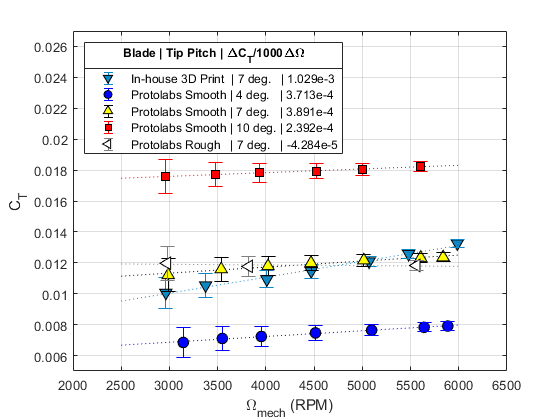 0.026
0.024
0.022
0.02
0.018
0.016
0.014
0.012
0.01
0.008
0.006
C_T
Blade | Tip Pitch | ΔC_T/1000ΔΩ
In-house 3D Print | 7 deg. | 1.029e-3
Protolabs Smooth | 4 deg. | 3.713e-4
Protolabs Smooth | 7 deg. | 3.891e-4
Protolabs Smooth | 10 deg. | 2.392e-4
Protolabs Rough | 7 deg. | -4.284e-5
2000 2500 3000 3500 4000 4500 5000 5500 6000 6500
Ω_mech (RPM)